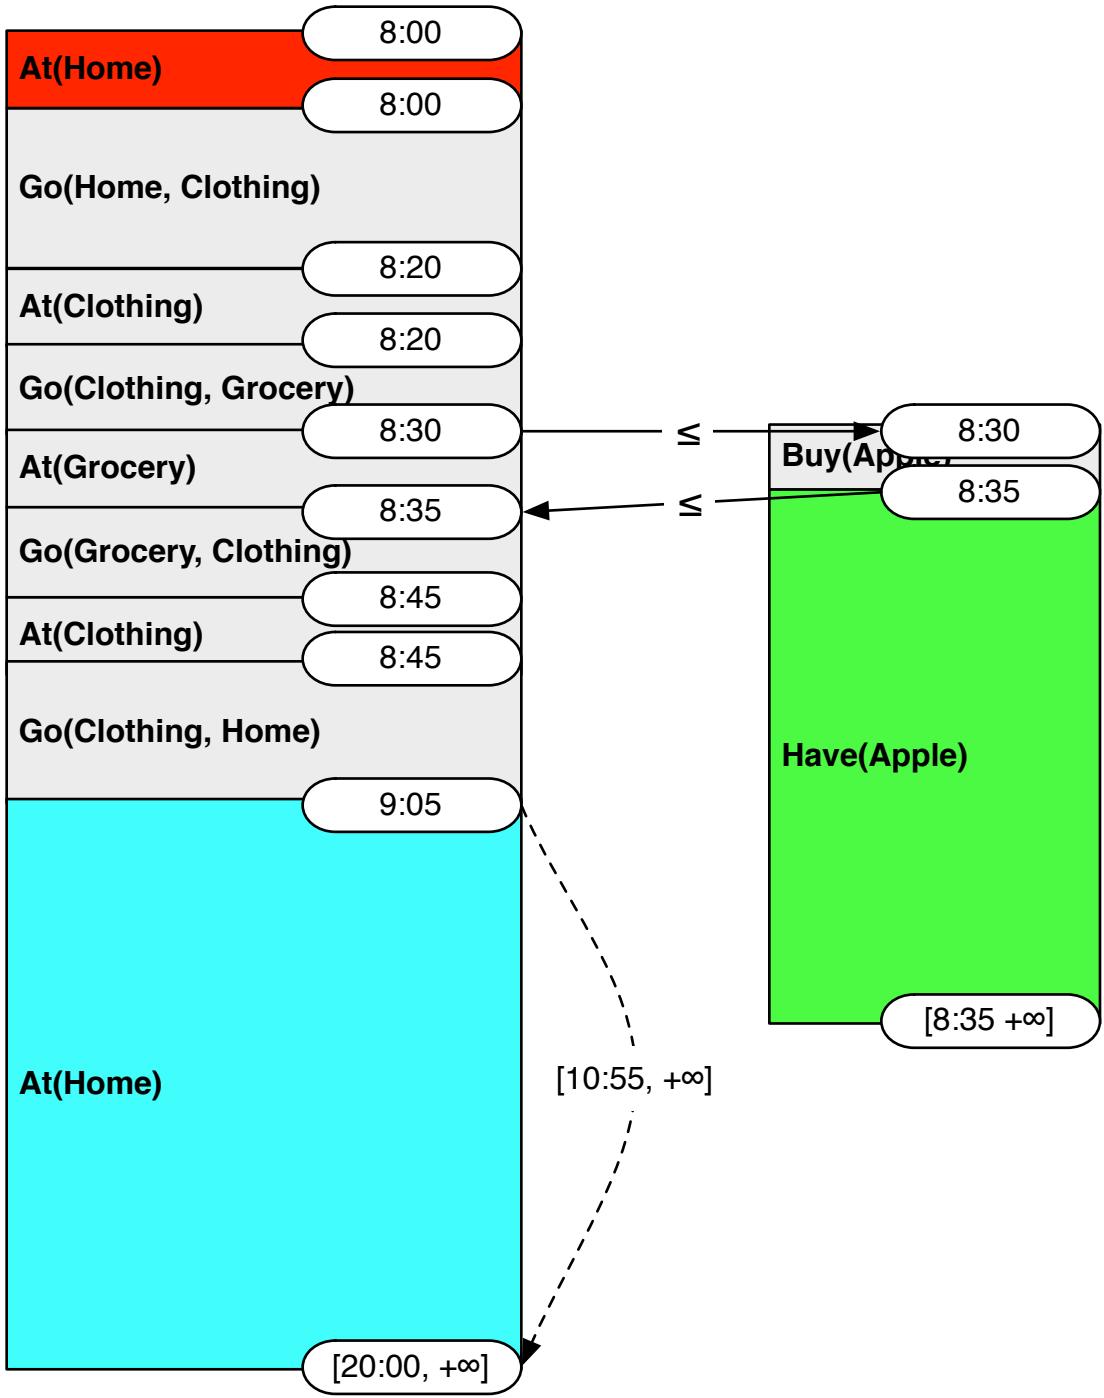 8:00
At(Home)
8:00
Go(Home, Clothing)
8:20
At(Clothing)
8:20
Go(Clothing, Grocery)
8:30
≤
8:30
Buy(Apple)
At(Grocery)
8:35
≤
8:35
Go(Grocery, Clothing)
8:45
At(Clothing)
8:45
Go(Clothing, Home)
Have(Apple)
9:05
[8:35 +∞]
At(Home)
[10:55, +∞]
[20:00, +∞]